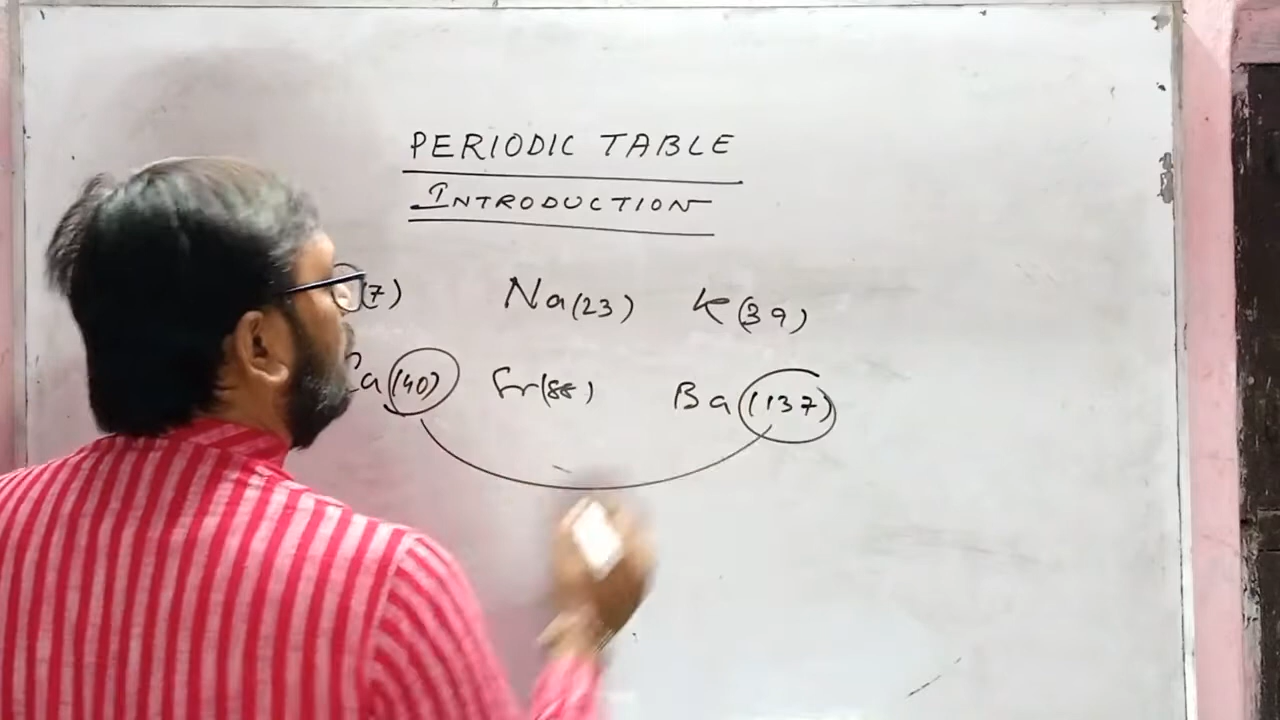 PERIODIC TABLE
INTRODUCTION
(7) Na(23) K(39)
Ca(40) Sr(88) Ba(137)